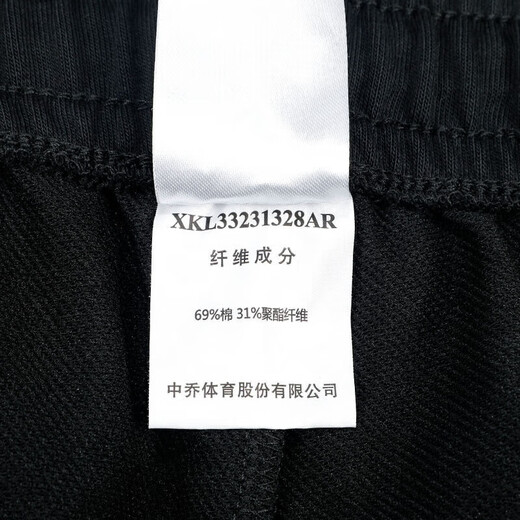 XKL33231328AR
纤维成分
69%棉 31%聚酯纤维
中乔体育股份有限公司